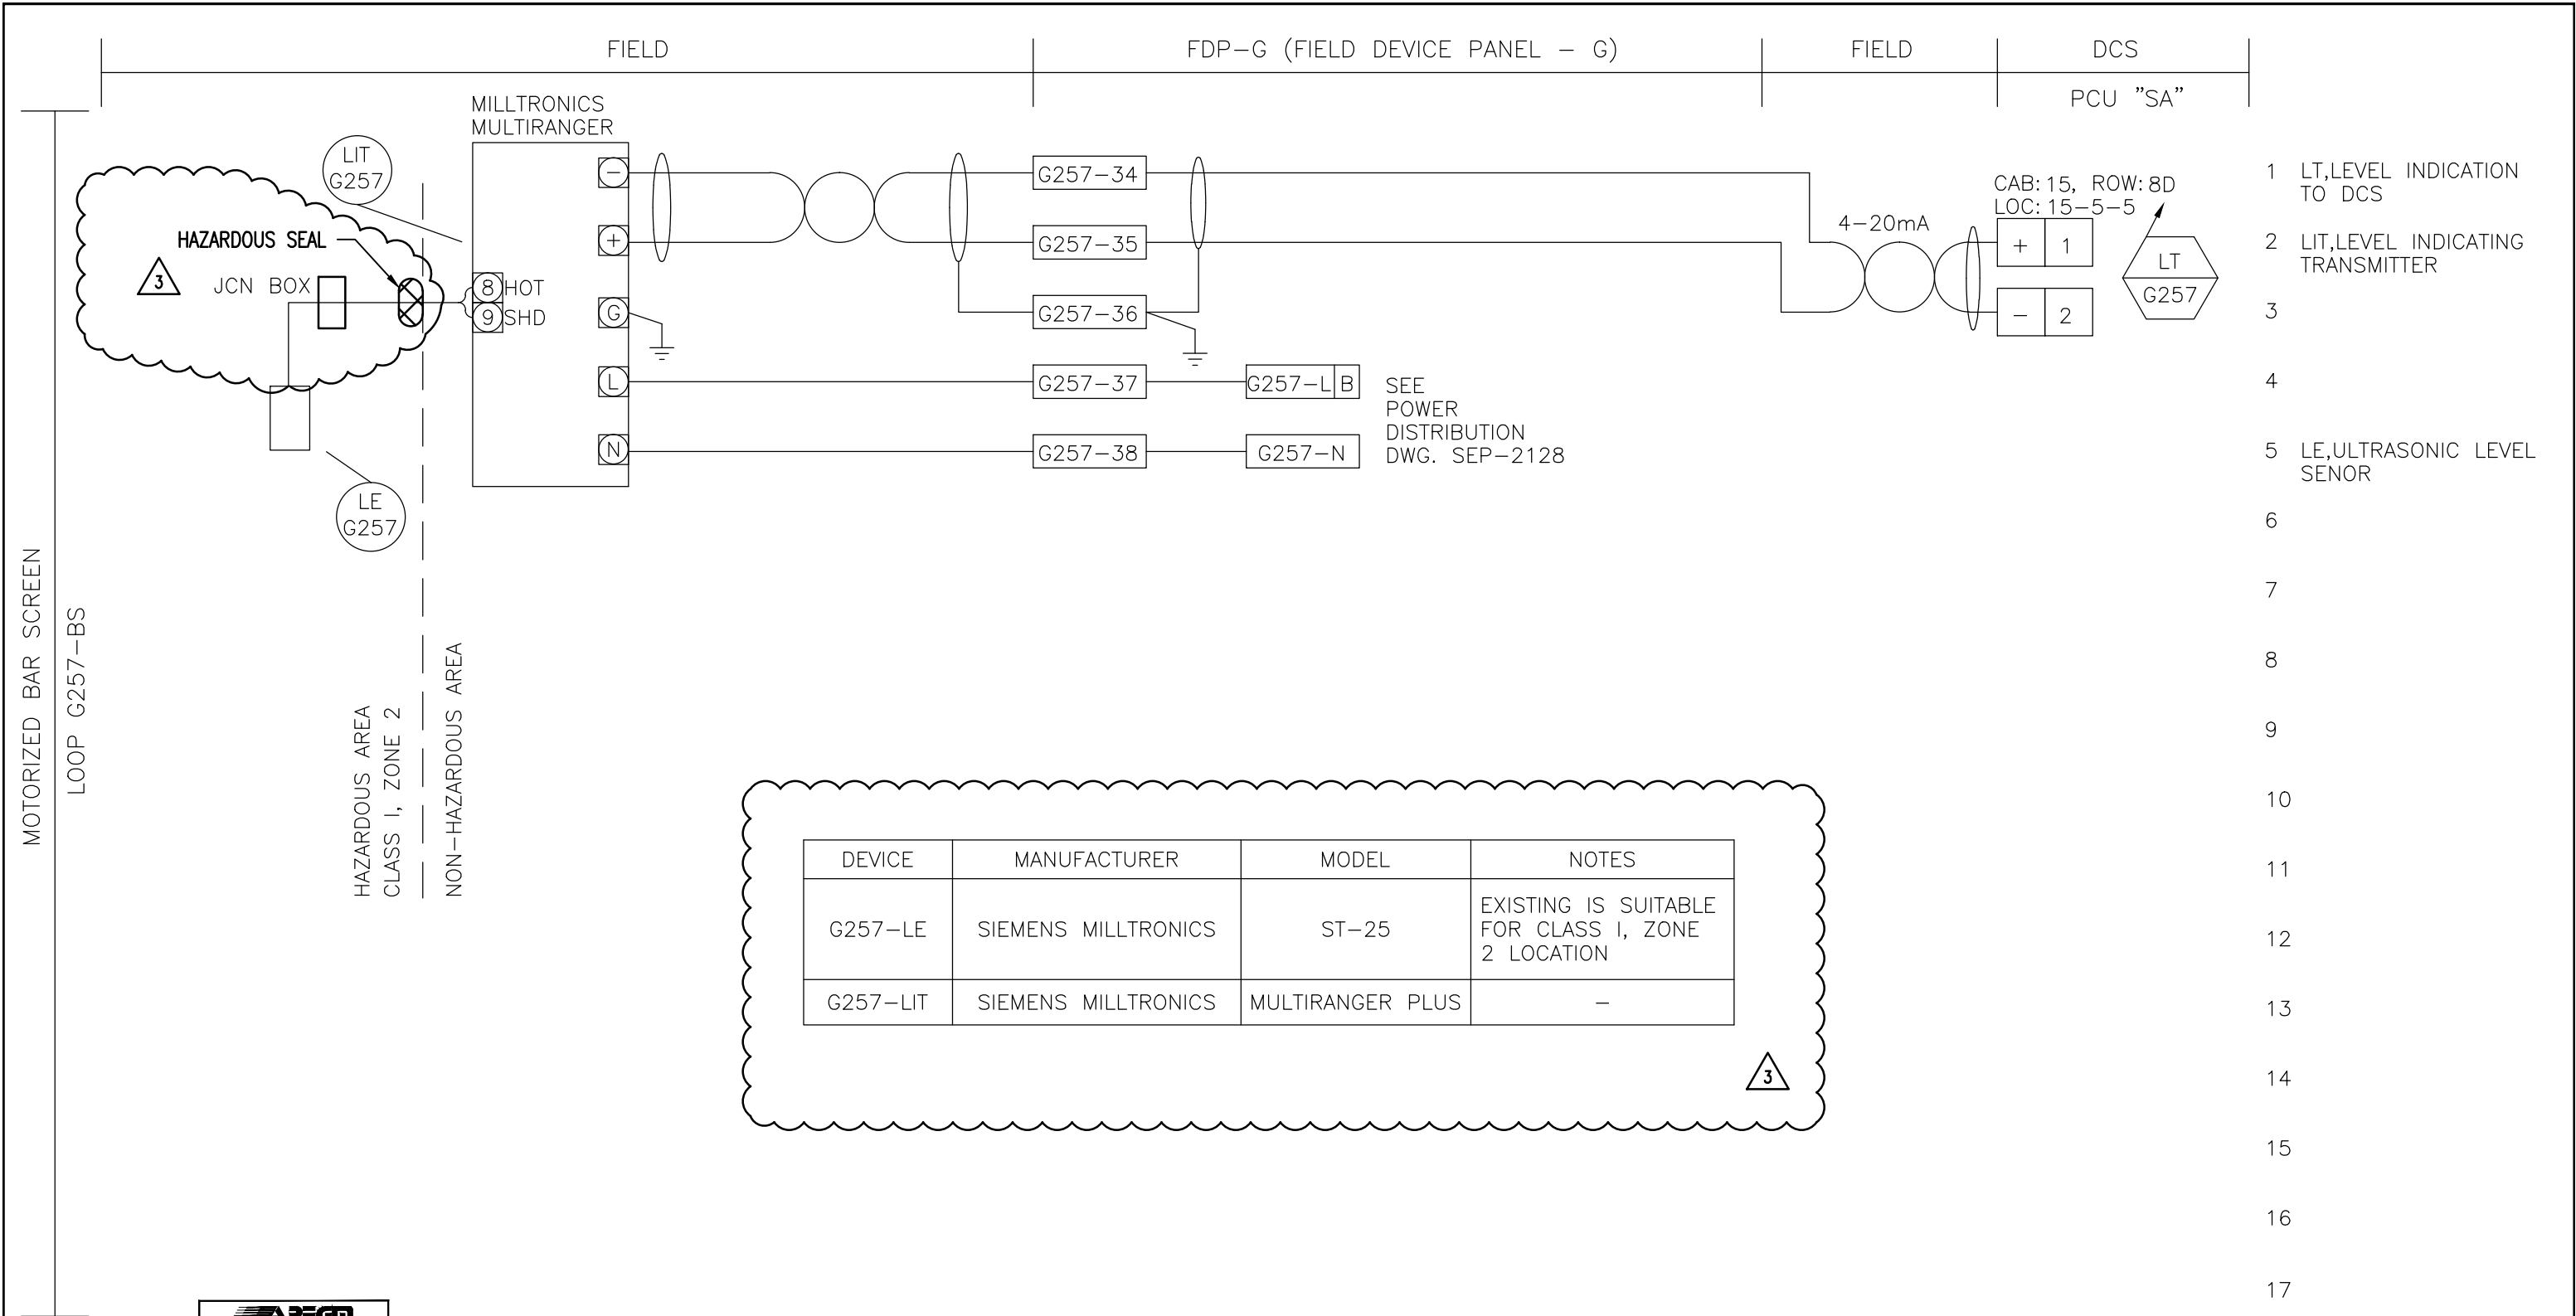 FIELD
FDP-G (FIELD DEVICE PANEL - G)
FIELD
DCS
PCU "SA"
MILLTRONICS
MULTIRANGER
LIT
G257
HAZARDOUS SEAL
3
JCN BOX
8 HOT
9 SHD
-
+
G
L
N
LE
G257
G257-34
G257-35
G257-36
G257-37
G257-38
G257-L B
G257-N
SEE
POWER
DISTRIBUTION
DWG. SEP-2128
4-20mA
CAB: 15, ROW: 8D
LOC: 15-5-5
+ 1
- 2
LT
G257
1 LT,LEVEL INDICATION
TO DCS
2 LIT,LEVEL INDICATING
TRANSMITTER
3
4
5 LE,ULTRASONIC LEVEL
SENOR
6
7
8
9
10
11
12
13
14
15
16
17
MOTORIZED BAR SCREEN
LOOP G257-BS
HAZARDOUS AREA
CLASS I, ZONE 2
NON-HAZARDOUS AREA
DEVICE MANUFACTURER MODEL NOTES
G257-LE SIEMENS MILLTRONICS ST-25 EXISTING IS SUITABLE
FOR CLASS I, ZONE
2 LOCATION
G257-LIT SIEMENS MILLTRONICS MULTIRANGER PLUS -
3